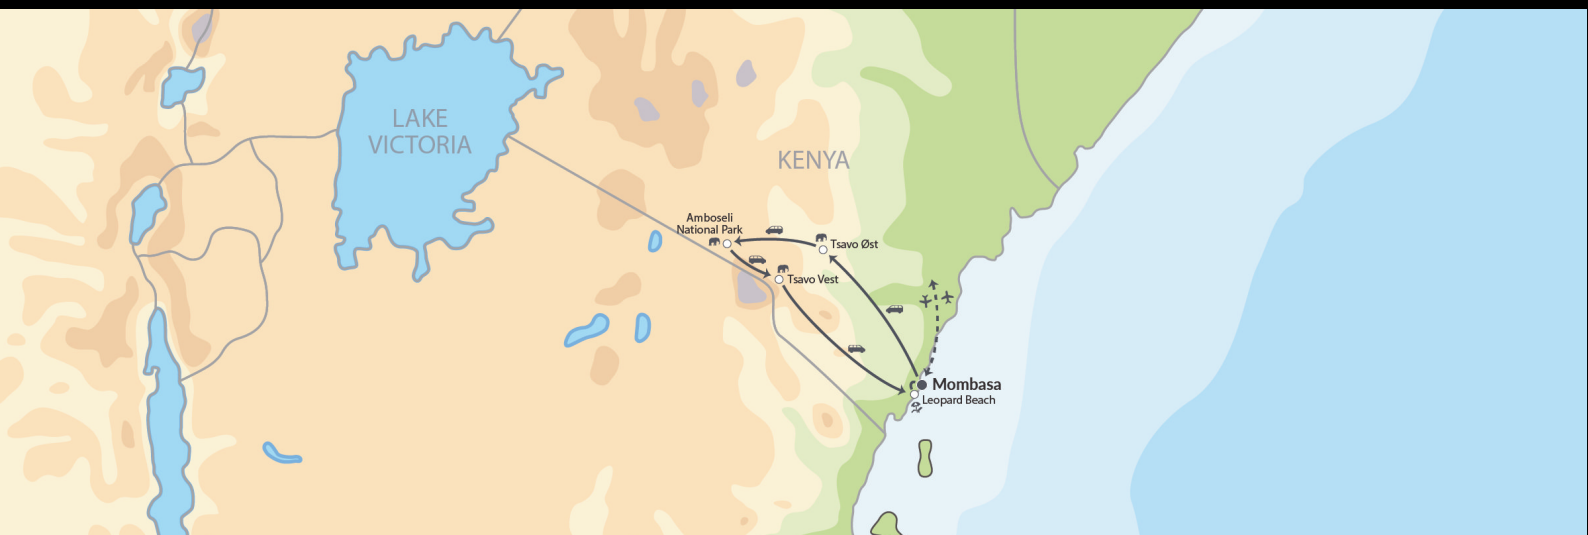 LAKE
VICTORIA
KENYA
Amboseli
National Park
Tsavo Øst
Tsavo Vest
Mombasa
Leopard Beach